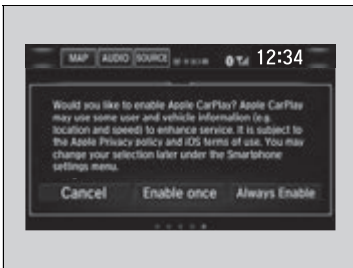 MAP AUDIO SOURCE 12:34
Would you like to enable Apple CarPlay? Apple CarPlay
may use some user and vehicle information (e.g.
location and speed) to enhance service. It is subject to
the Apple Privacy policy and iOS terms of use. You may
change your selection later under the Smartphone
settings menu.
Cancel Enable once Always Enable